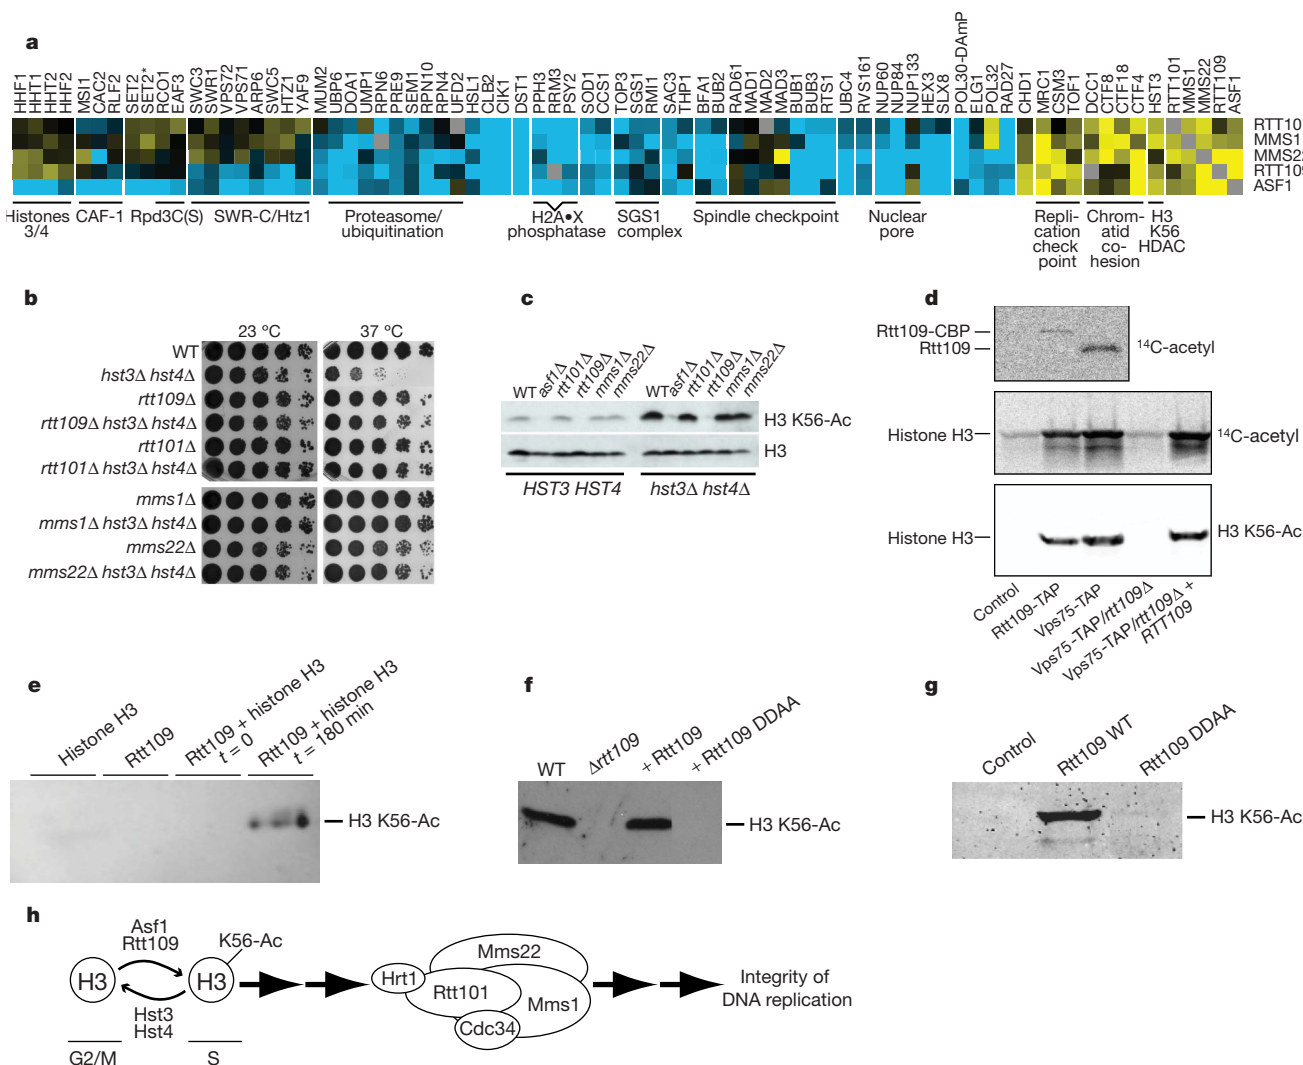 a
HHF1 HHT1 HHT2 HHF2 MSI1 CAC2 RLF2 SET2 SET2* RCO1 EAF3 SWC3 SWR1 VPS72 VPS71 ARP6 SWC5 HTZ1 YAF9 MUM2 UBP6 DOA1 UMP1 RPN6 PRE9 SEM1 RPN10 RPN4 UFD2 HSL1 CLB2 CIK1 DST1 PPH3 RRM3 PSY2 SOD1 CCS1 TOP3 SGS1 RMI1 SAC3 THP1 BFA1 BUB2 RAD61 MAD1 MAD2 MAD3 BUB1 BUB3 RTS1 UBC4 RVS161 NUP60 NUP84 NUP133 HEX3 SLX8 POL30-DAmP ELG1 POL32 RAD27 CHD1 MRC1 CSM3 TOF1 DCC1 CTF8 CTF18 CTF4 HST3 RTT101 MMS1 MMS22 RTT109 ASF1
RTT10
MMS1
MMS22
RTT109
ASF1
Histones 3/4
CAF-1
Rpd3C(S)
SWR-C/Htz1
Proteasome/
ubiquitination
H2A•X
phosphatase
SGS1
complex
Spindle checkpoint
Nuclear
pore
Repli-
cation
check
point
Chrom-
atid
co-
hesion
H3
K56
HDAC
b
23 °C
37 °C
WT
hst3Δ hst4Δ
rtt109Δ
rtt109Δ hst3Δ hst4Δ
rtt101Δ
rtt101Δ hst3Δ hst4Δ
mms1Δ
mms1Δ hst3Δ hst4Δ
mms22Δ
mms22Δ hst3Δ hst4Δ
c
WT asf1Δ rtt101Δ rtt109Δ mms1Δ mms22Δ
WT asf1Δ rtt101Δ rtt109Δ mms1Δ mms22Δ
H3 K56-Ac
H3
HST3 HST4
hst3Δ hst4Δ
d
Rtt109-CBP
Rtt109
14C-acetyl
Histone H3
14C-acetyl
Histone H3
H3 K56-Ac
Control
Rtt109-TAP
Vps75-TAP
Vps75-TAP/rtt109Δ
Vps75-TAP/rtt109Δ +
RTT109
e
Histone H3
Rtt109
Rtt109 + histone H3
t = 0
Rtt109 + histone H3
t = 180 min
H3 K56-Ac
f
WT
Δrtt109
+ Rtt109
+ Rtt109 DDAA
H3 K56-Ac
g
Control
Rtt109 WT
Rtt109 DDAA
H3 K56-Ac
h
Asf1
Rtt109
K56-Ac
H3
H3
Hst3
Hst4
G2/M
S
Hrt1
Mms22
Rtt101
Mms1
Cdc34
Integrity of
DNA replication